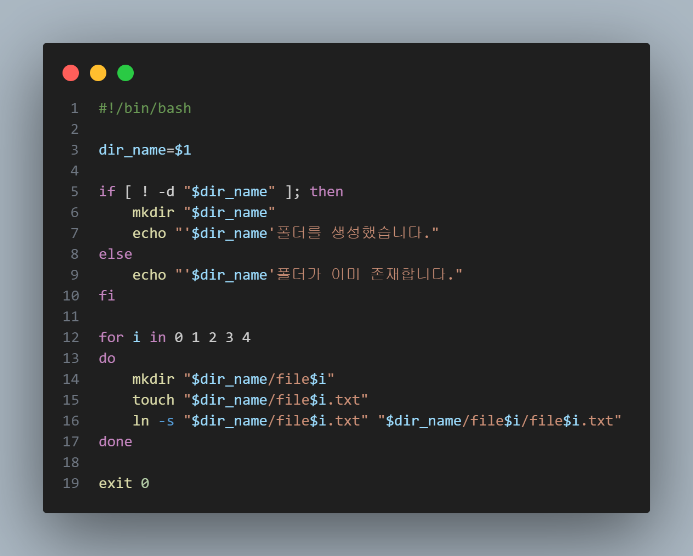 1 #!/bin/bash
2
3 dir_name=$1
4
5 if [ ! -d "$dir_name" ]; then
6     mkdir "$dir_name"
7     echo "'$dir_name'폴더를 생성했습니다."
8 else
9     echo "'$dir_name'폴더가 이미 존재합니다."
10 fi
11
12 for i in 0 1 2 3 4
13 do
14     mkdir "$dir_name/file$i"
15     touch "$dir_name/file$i.txt"
16     ln -s "$dir_name/file$i.txt" "$dir_name/file$i/file$i.txt"
17 done
18
19 exit 0